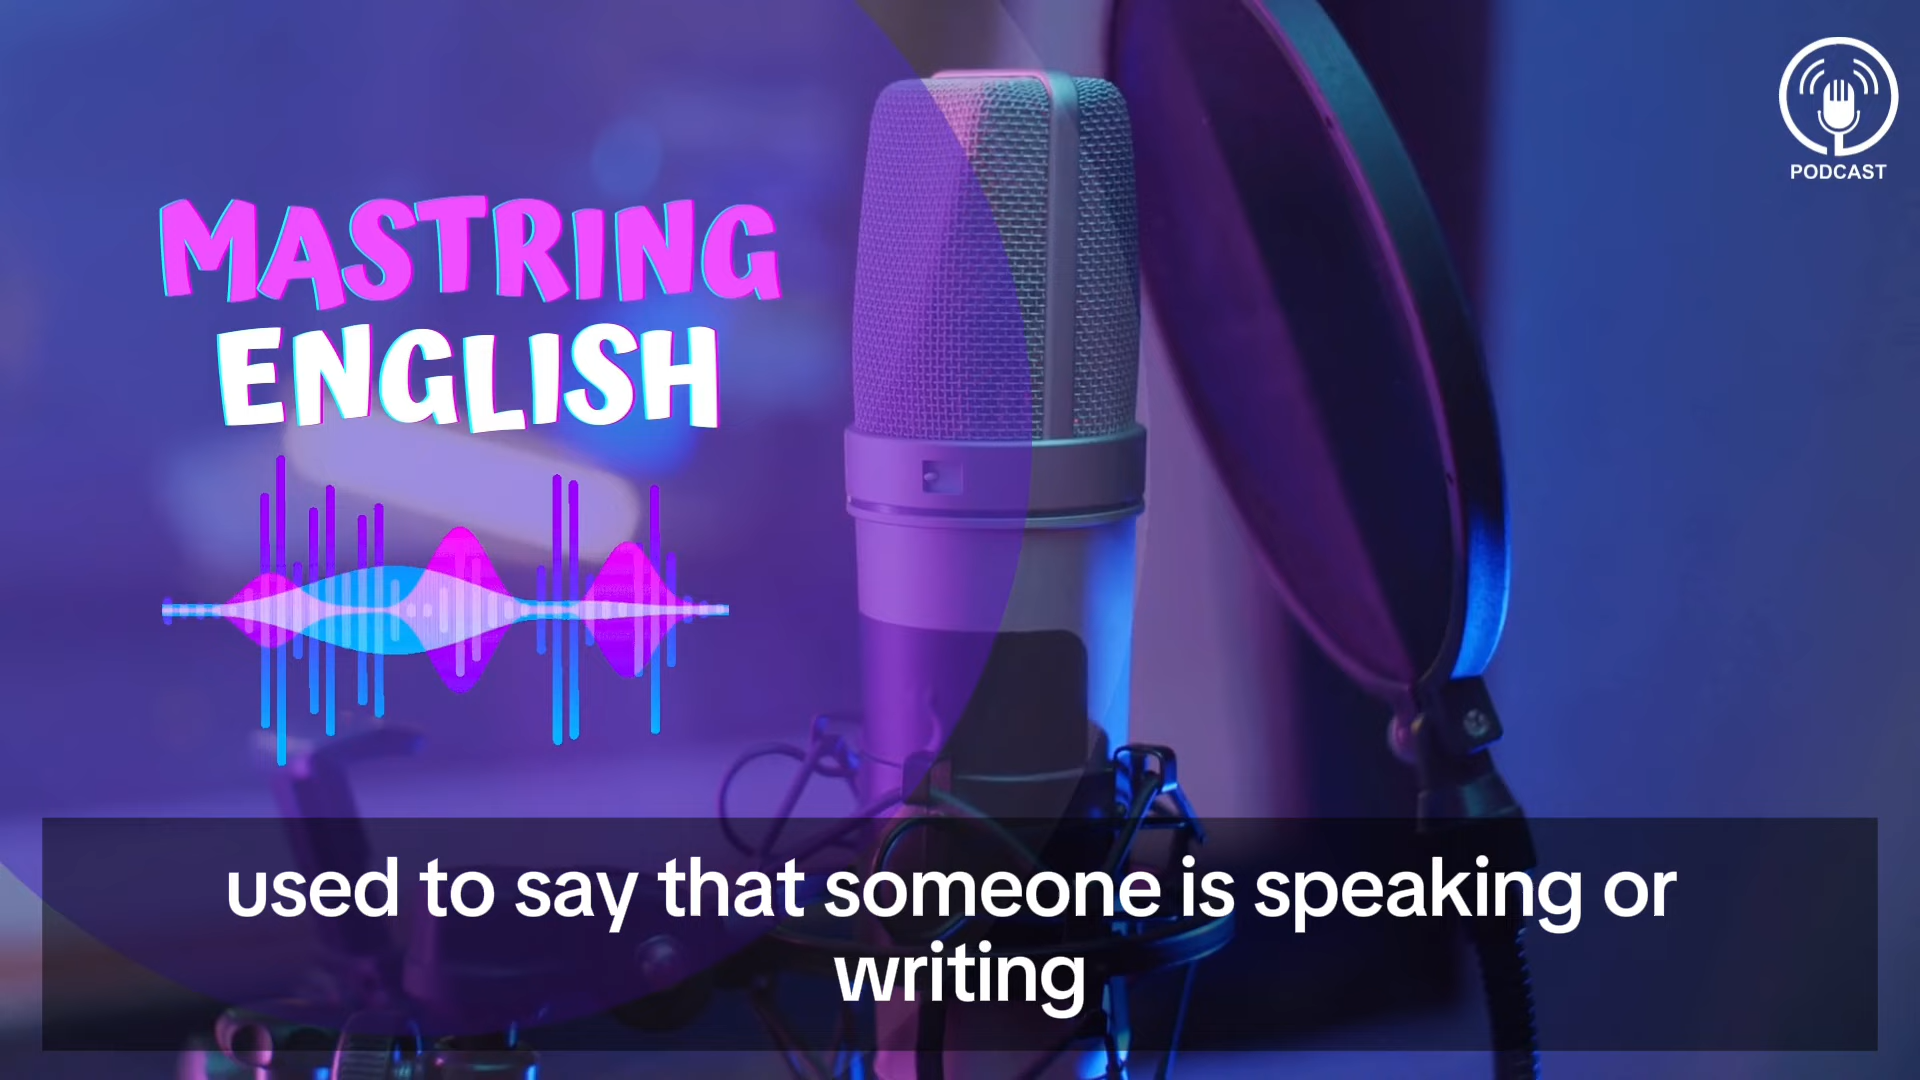 PODCAST
MASTRING
ENGLISH
used to say that someone is speaking or
writing